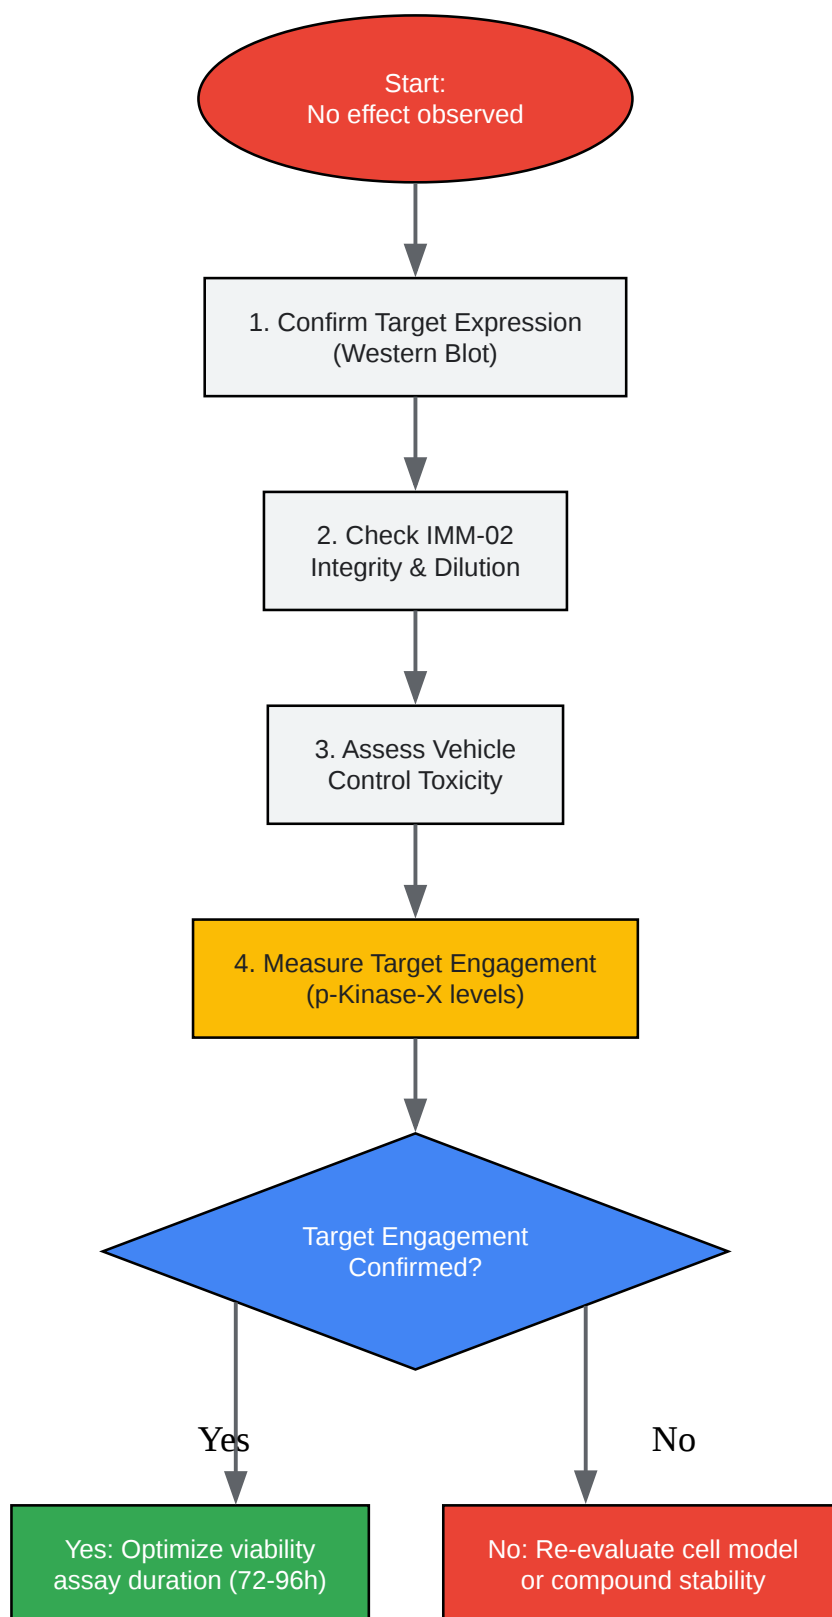 Start:
No effect observed
1. Confirm Target Expression
(Western Blot)
2. Check IMM-02
Integrity & Dilution
3. Assess Vehicle
Control Toxicity
4. Measure Target Engagement
(p-Kinase-X levels)
Target Engagement
Confirmed?
Yes
No
Yes: Optimize viability
assay duration (72-96h)
No: Re-evaluate cell model
or compound stability